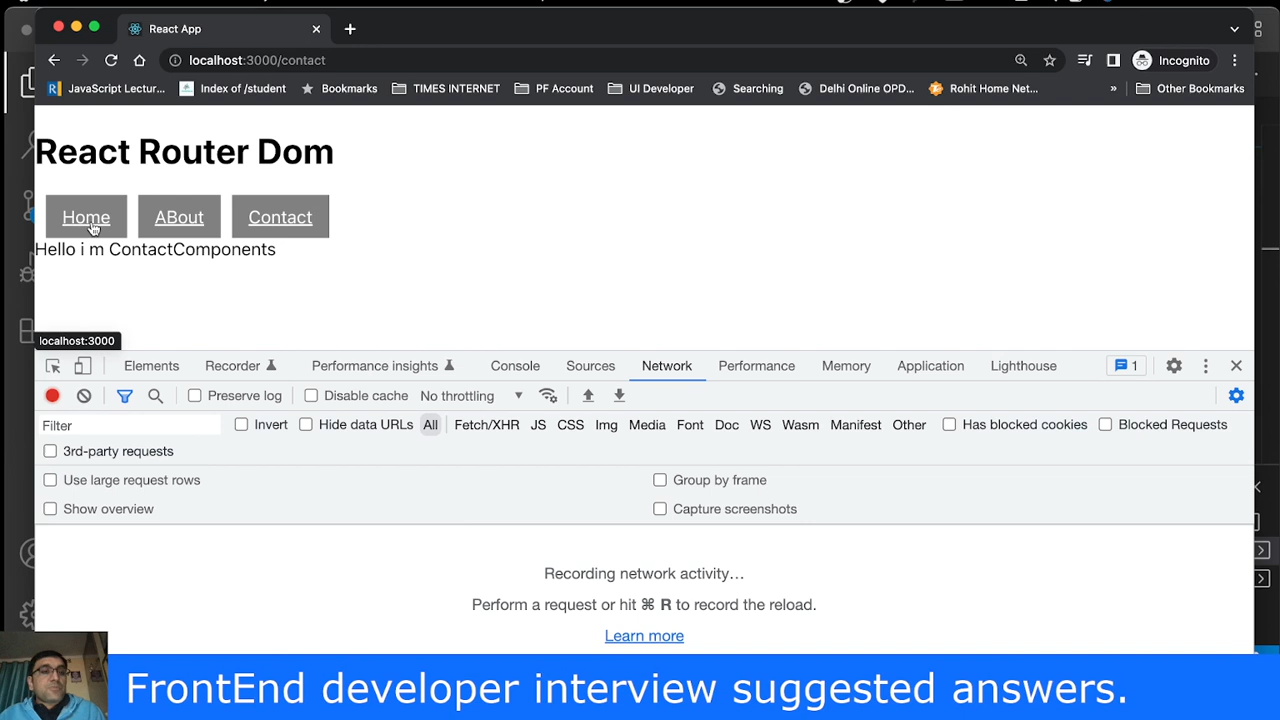 React App
localhost:3000/contact
Incognito
JavaScript Lectur...
Index of /student
Bookmarks
TIMES INTERNET
PF Account
UI Developer
Searching
Delhi Online OPD...
Rohit Home Net...
»
Other Bookmarks
React Router Dom
Home
ABout
Contact
Hello i m ContactComponents
localhost:3000
Elements
Recorder
Performance insights
Console
Sources
Network
Performance
Memory
Application
Lighthouse
1
Preserve log
Disable cache
No throttling
Filter
Invert
Hide data URLs
All
Fetch/XHR
JS
CSS
Img
Media
Font
Doc
WS
Wasm
Manifest
Other
Has blocked cookies
Blocked Requests
3rd-party requests
Use large request rows
Group by frame
Show overview
Capture screenshots
Recording network activity…
Perform a request or hit ⌘ R to record the reload.
Learn more
FrontEnd developer interview suggested answers.